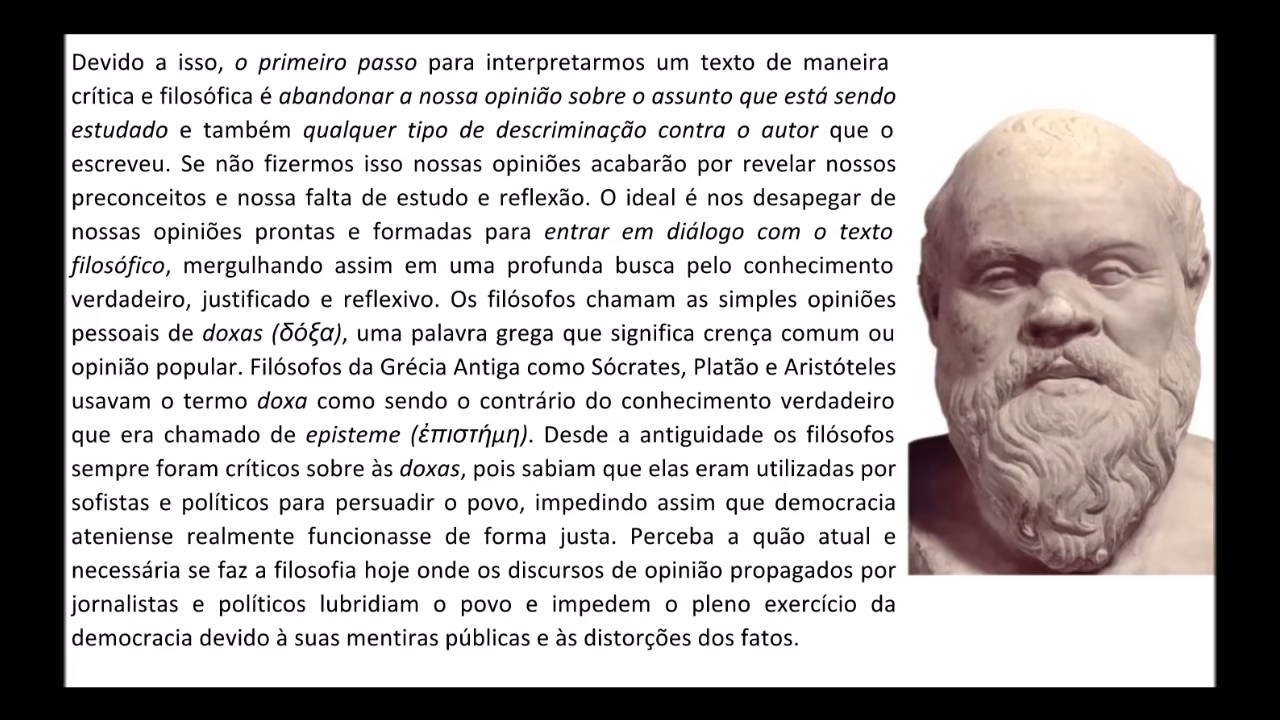 Devido a isso, o primeiro passo para interpretarmos um texto de maneira
crítica e filosófica é abandonar a nossa opinião sobre o assunto que está sendo
estudado e também qualquer tipo de descriminação contra o autor que o
escreveu. Se não fizermos isso nossas opiniões acabarão por revelar nossos
preconceitos e nossa falta de estudo e reflexão. O ideal é nos desapegar de
nossas opiniões prontas e formadas para entrar em diálogo com o texto
filosófico, mergulhando assim em uma profunda busca pelo conhecimento
verdadeiro, justificado e reflexivo. Os filósofos chamam as simples opiniões
pessoais de doxas (δόξα), uma palavra grega que significa crença comum ou
opinião popular. Filósofos da Grécia Antiga como Sócrates, Platão e Aristóteles
usavam o termo doxa como sendo o contrário do conhecimento verdadeiro
que era chamado de episteme (ἐπιστήμη). Desde a antiguidade os filósofos
sempre foram críticos sobre às doxas, pois sabiam que elas eram utilizadas por
sofistas e políticos para persuadir o povo, impedindo assim que democracia
ateniense realmente funcionasse de forma justa. Perceba a quão atual e
necessária se faz a filosofia hoje onde os discursos de opinião propagados por
jornalistas e políticos lubridiam o povo e impedem o pleno exercício da
democracia devido à suas mentiras públicas e às distorções dos fatos.